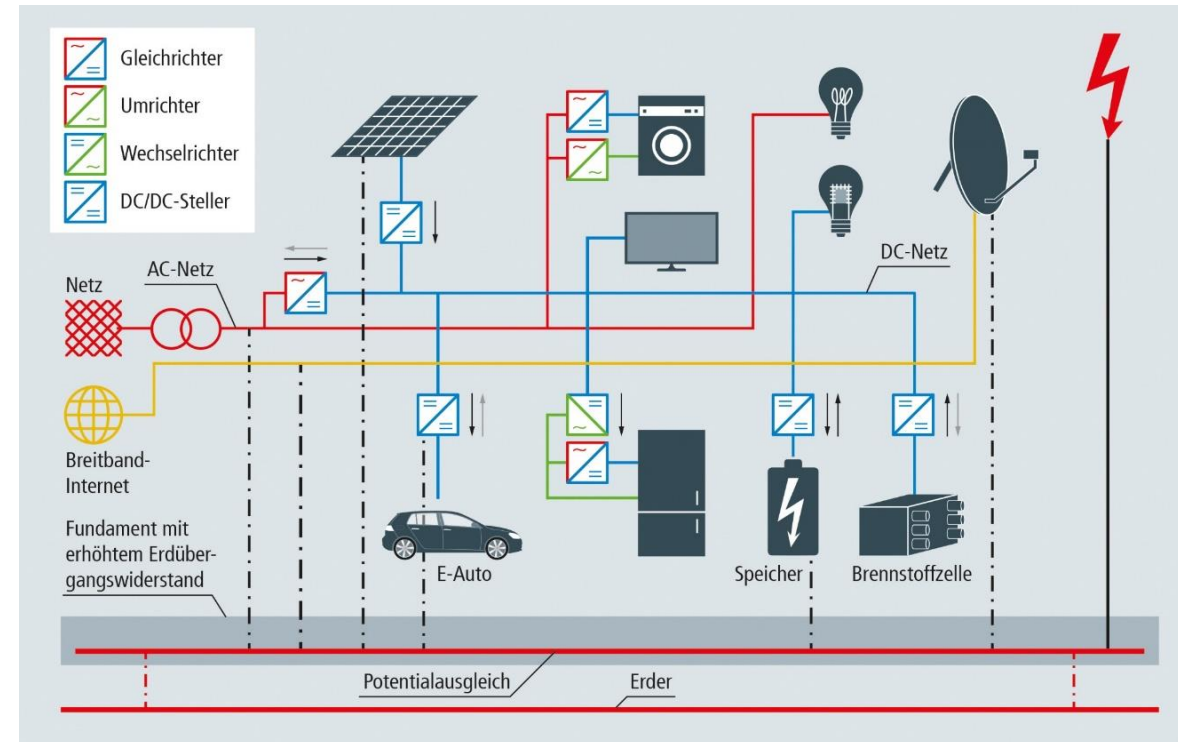 Gleichrichter
Umrichter
Wechselrichter
DC/DC-Steller
Netz
AC-Netz
DC-Netz
Breitband-
Internet
Fundament mit
erhöhtem Erdüber-
gangswiderstand
E-Auto
Speicher
Brennstoffzelle
Potentialausgleich
Erder